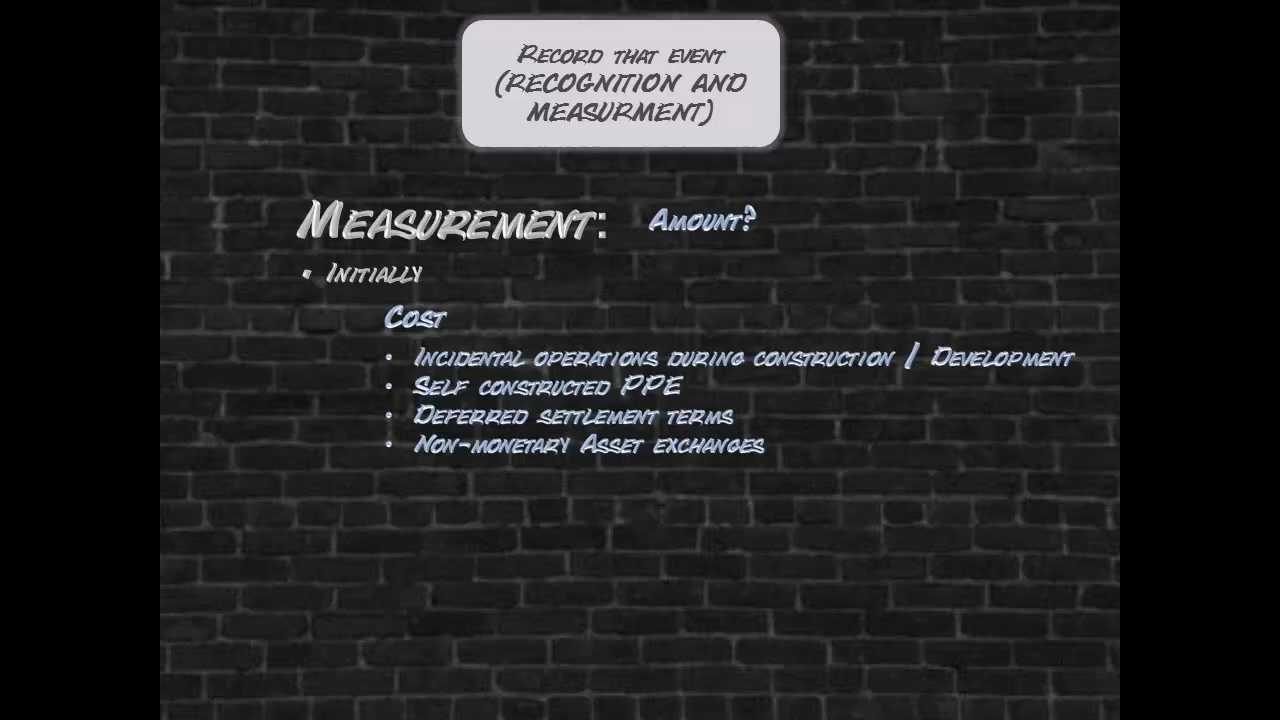 Record that event
(RECOGNITION AND
MEASURMENT)
Measurement: Amount?
• Initially
Cost
• Incidental operations during construction / Development
• Self constructed PPE
• Deferred settlement terms
• Non-monetary Asset exchanges